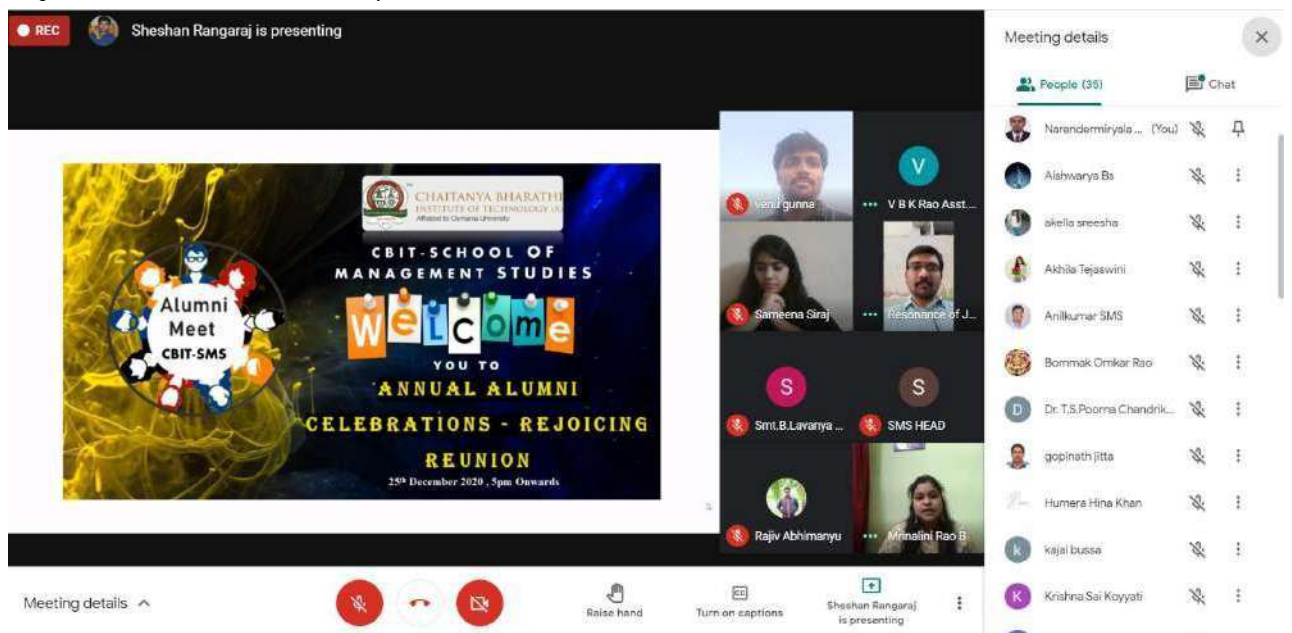 REC
Sheshan Rangaraj is presenting
CHAITANYA BHARATHI
INSTITUTE OF TECHNOLOGY (A)
Affiliated to Osmania University
CBIT-SCHOOL OF
MANAGEMENT STUDIES
Alumni
Meet
CBIT-SMS
Welcome
YOU TO
ANNUAL ALUMNI
CELEBRATIONS - REJOICING
REUNION
25th December 2020 , 5pm Onwards
venu gunna
V
V B K Rao Asst...
Sameena Siraj
Resonance of J...
S
Smt.B.Lavanya ...
S
SMS HEAD
Rajiv Abhimanyu
Mrinalini Rao B
Meeting details
People (35)
Chat
Narendermiryala ... (You)
Aishwarya Bs
akella sreesha
Akhila Tejaswini
Anilkumar SMS
Bommak Omkar Rao
D
Dr. T.S.Poorna Chandrik...
gopinath jitta
Humera Hina Khan
k
kajal bussa
K
Krishna Sai Koyyati
Meeting details
Raise hand
CC
Turn on captions
Sheshan Rangaraj
is presenting